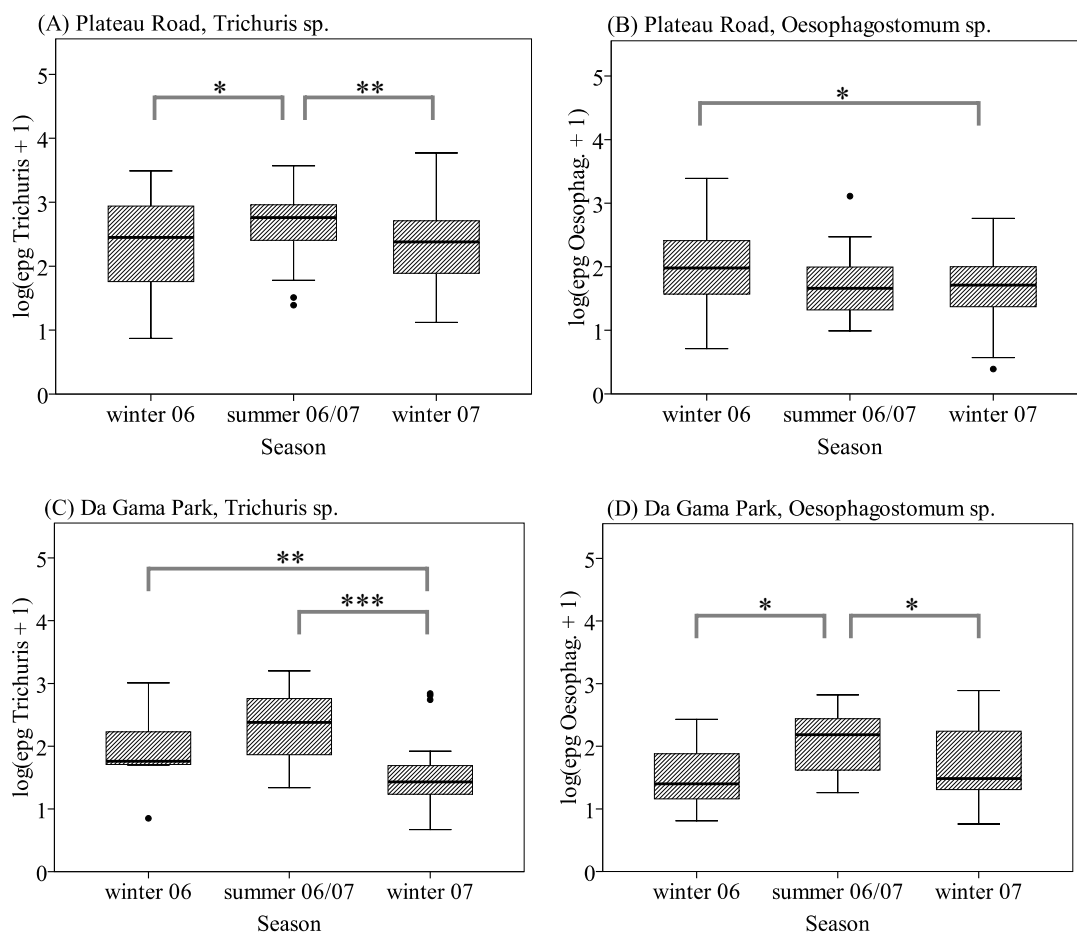 (A) Plateau Road, Trichuris sp.
log(epg Trichuris + 1)
5
4
3
2
1
0
*
**
winter 06
summer 06/07
winter 07
Season
(B) Plateau Road, Oesophagostomum sp.
log(epg Oesophag. + 1)
5
4
3
2
1
0
*
winter 06
summer 06/07
winter 07
Season
(C) Da Gama Park, Trichuris sp.
log(epg Trichuris + 1)
5
4
3
2
1
0
**
***
winter 06
summer 06/07
winter 07
Season
(D) Da Gama Park, Oesophagostomum sp.
log(epg Oesophag. + 1)
5
4
3
2
1
0
*
*
winter 06
summer 06/07
winter 07
Season